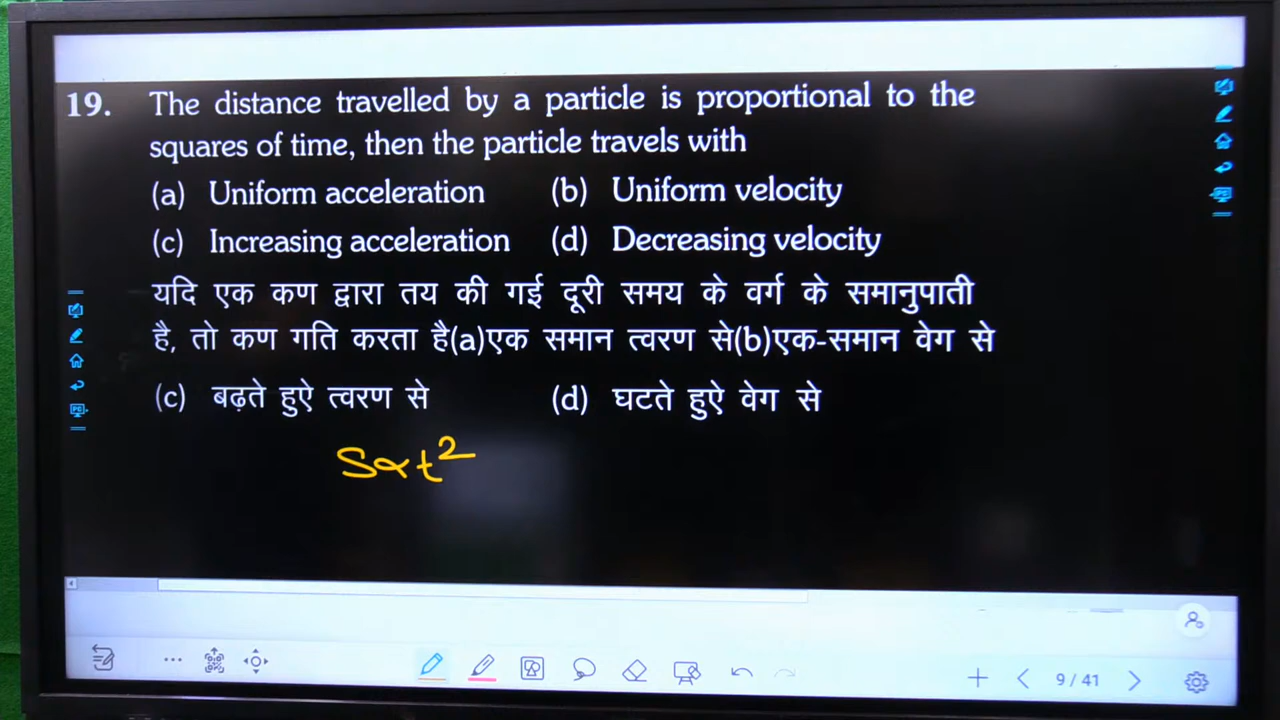 19. The distance travelled by a particle is proportional to the
squares of time, then the particle travels with
(a) Uniform acceleration (b) Uniform velocity
(c) Increasing acceleration (d) Decreasing velocity
यदि एक कण द्वारा तय की गई दूरी समय के वर्ग के समानुपाती
है, तो कण गति करता है(a)एक समान त्वरण से(b)एक-समान वेग से
(c) बढ़ते हुऐ त्वरण से (d) घटते हुऐ वेग से
S∝t²
9 / 41